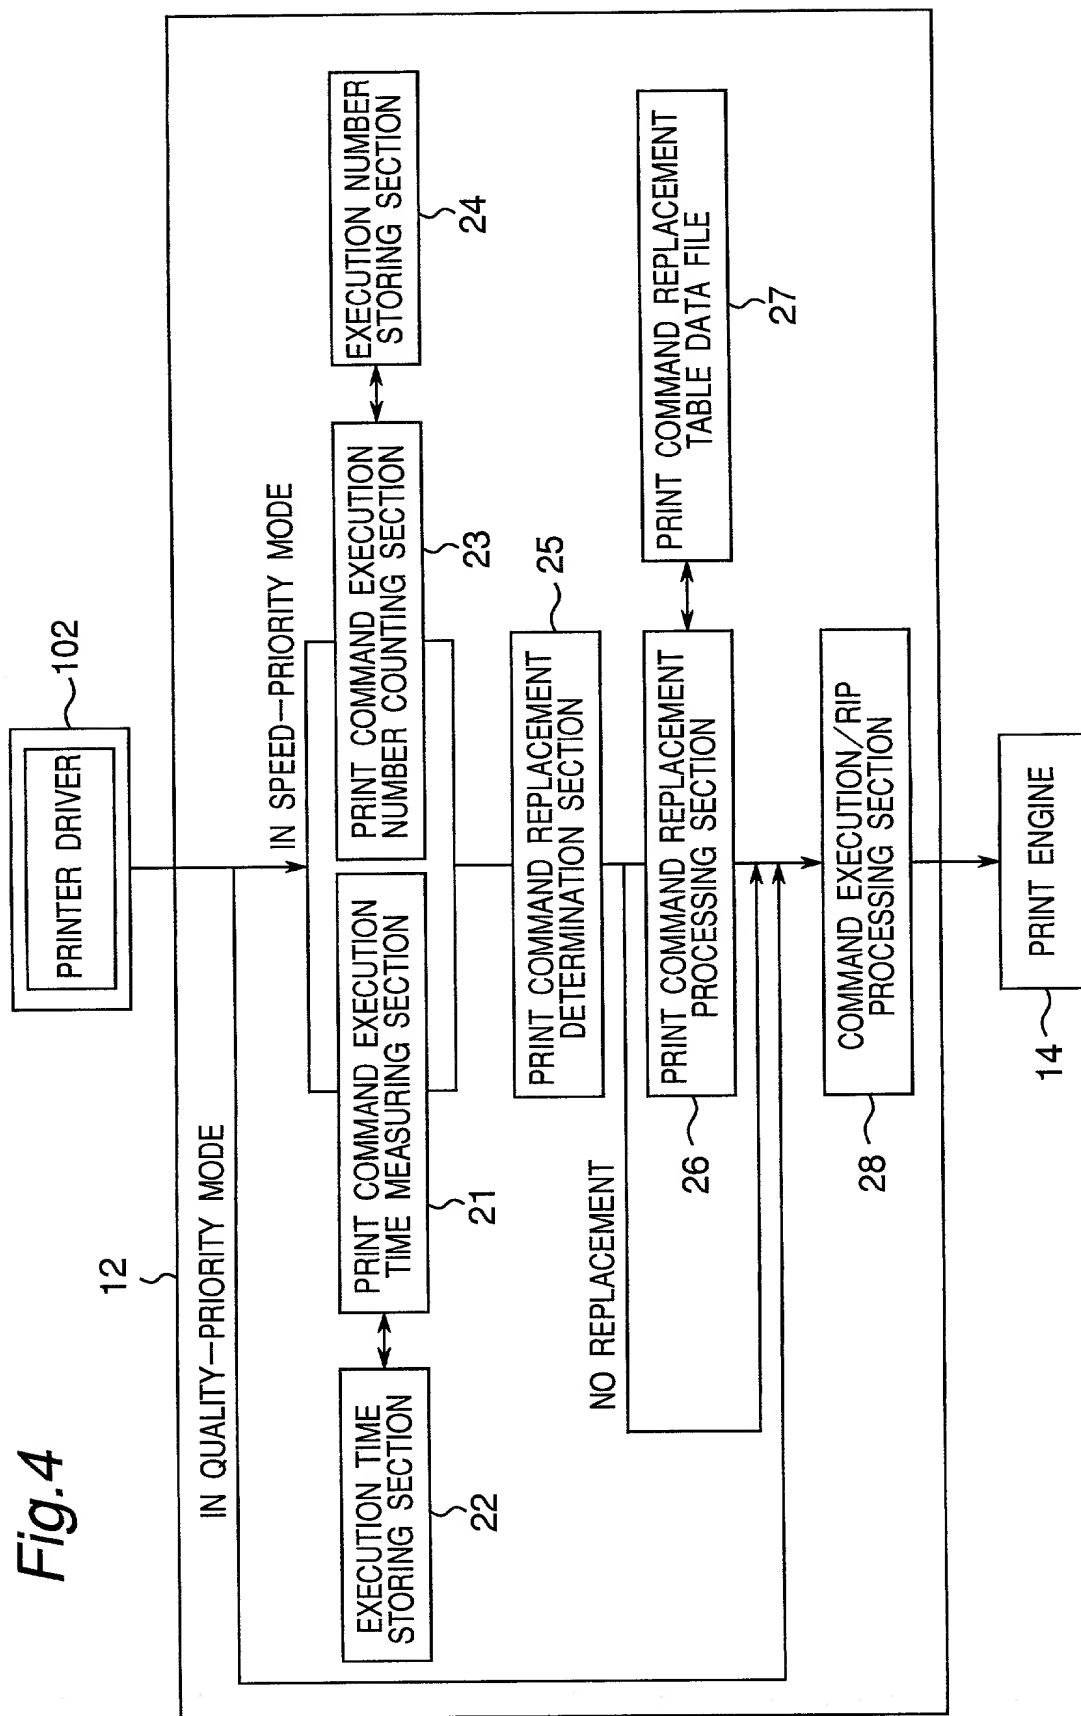 Fig.4
PRINTER DRIVER
102
12
IN QUALITY-PRIORITY MODE
IN SPEED-PRIORITY MODE
EXECUTION TIME
STORING SECTION
22
PRINT COMMAND EXECUTION
TIME MEASURING SECTION
21
PRINT COMMAND EXECUTION
NUMBER COUNTING SECTION
23
EXECUTION NUMBER
STORING SECTION
24
PRINT COMMAND REPLACEMENT
DETERMINATION SECTION
25
NO REPLACEMENT
PRINT COMMAND REPLACEMENT
PROCESSING SECTION
26
PRINT COMMAND REPLACEMENT
TABLE DATA FILE
27
COMMAND EXECUTION/RIP
PROCESSING SECTION
28
PRINT ENGINE
14